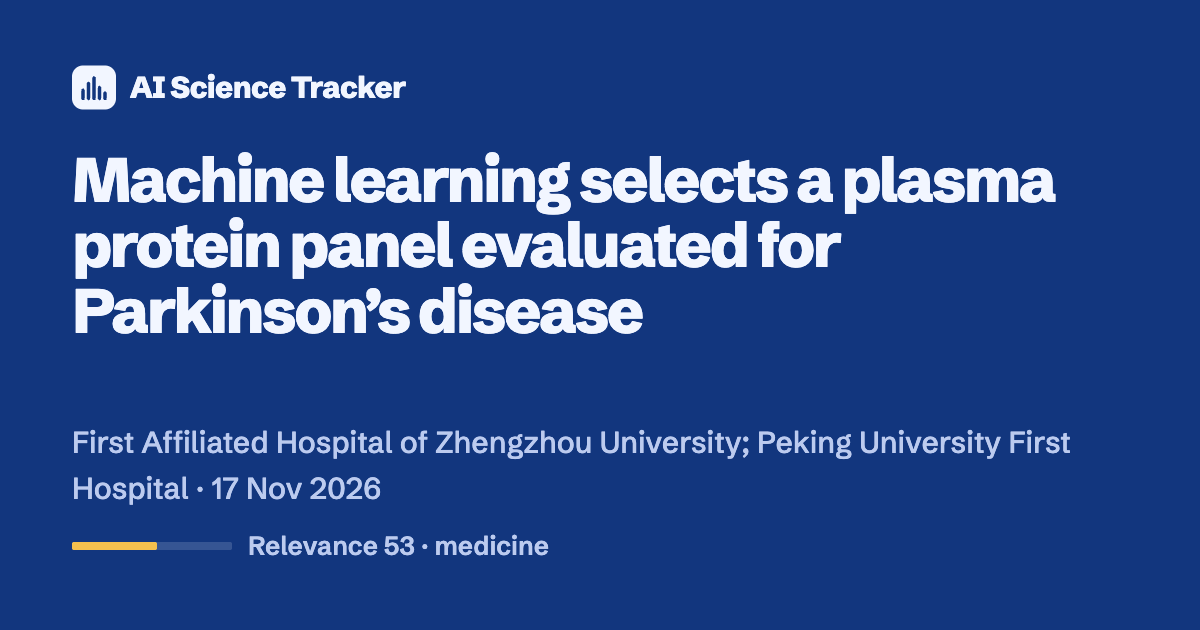 AI Science Tracker
Machine learning selects a plasma
protein panel evaluated for
Parkinson’s disease
First Affiliated Hospital of Zhengzhou University; Peking University First
Hospital · 17 Nov 2026
Relevance 53 · medicine